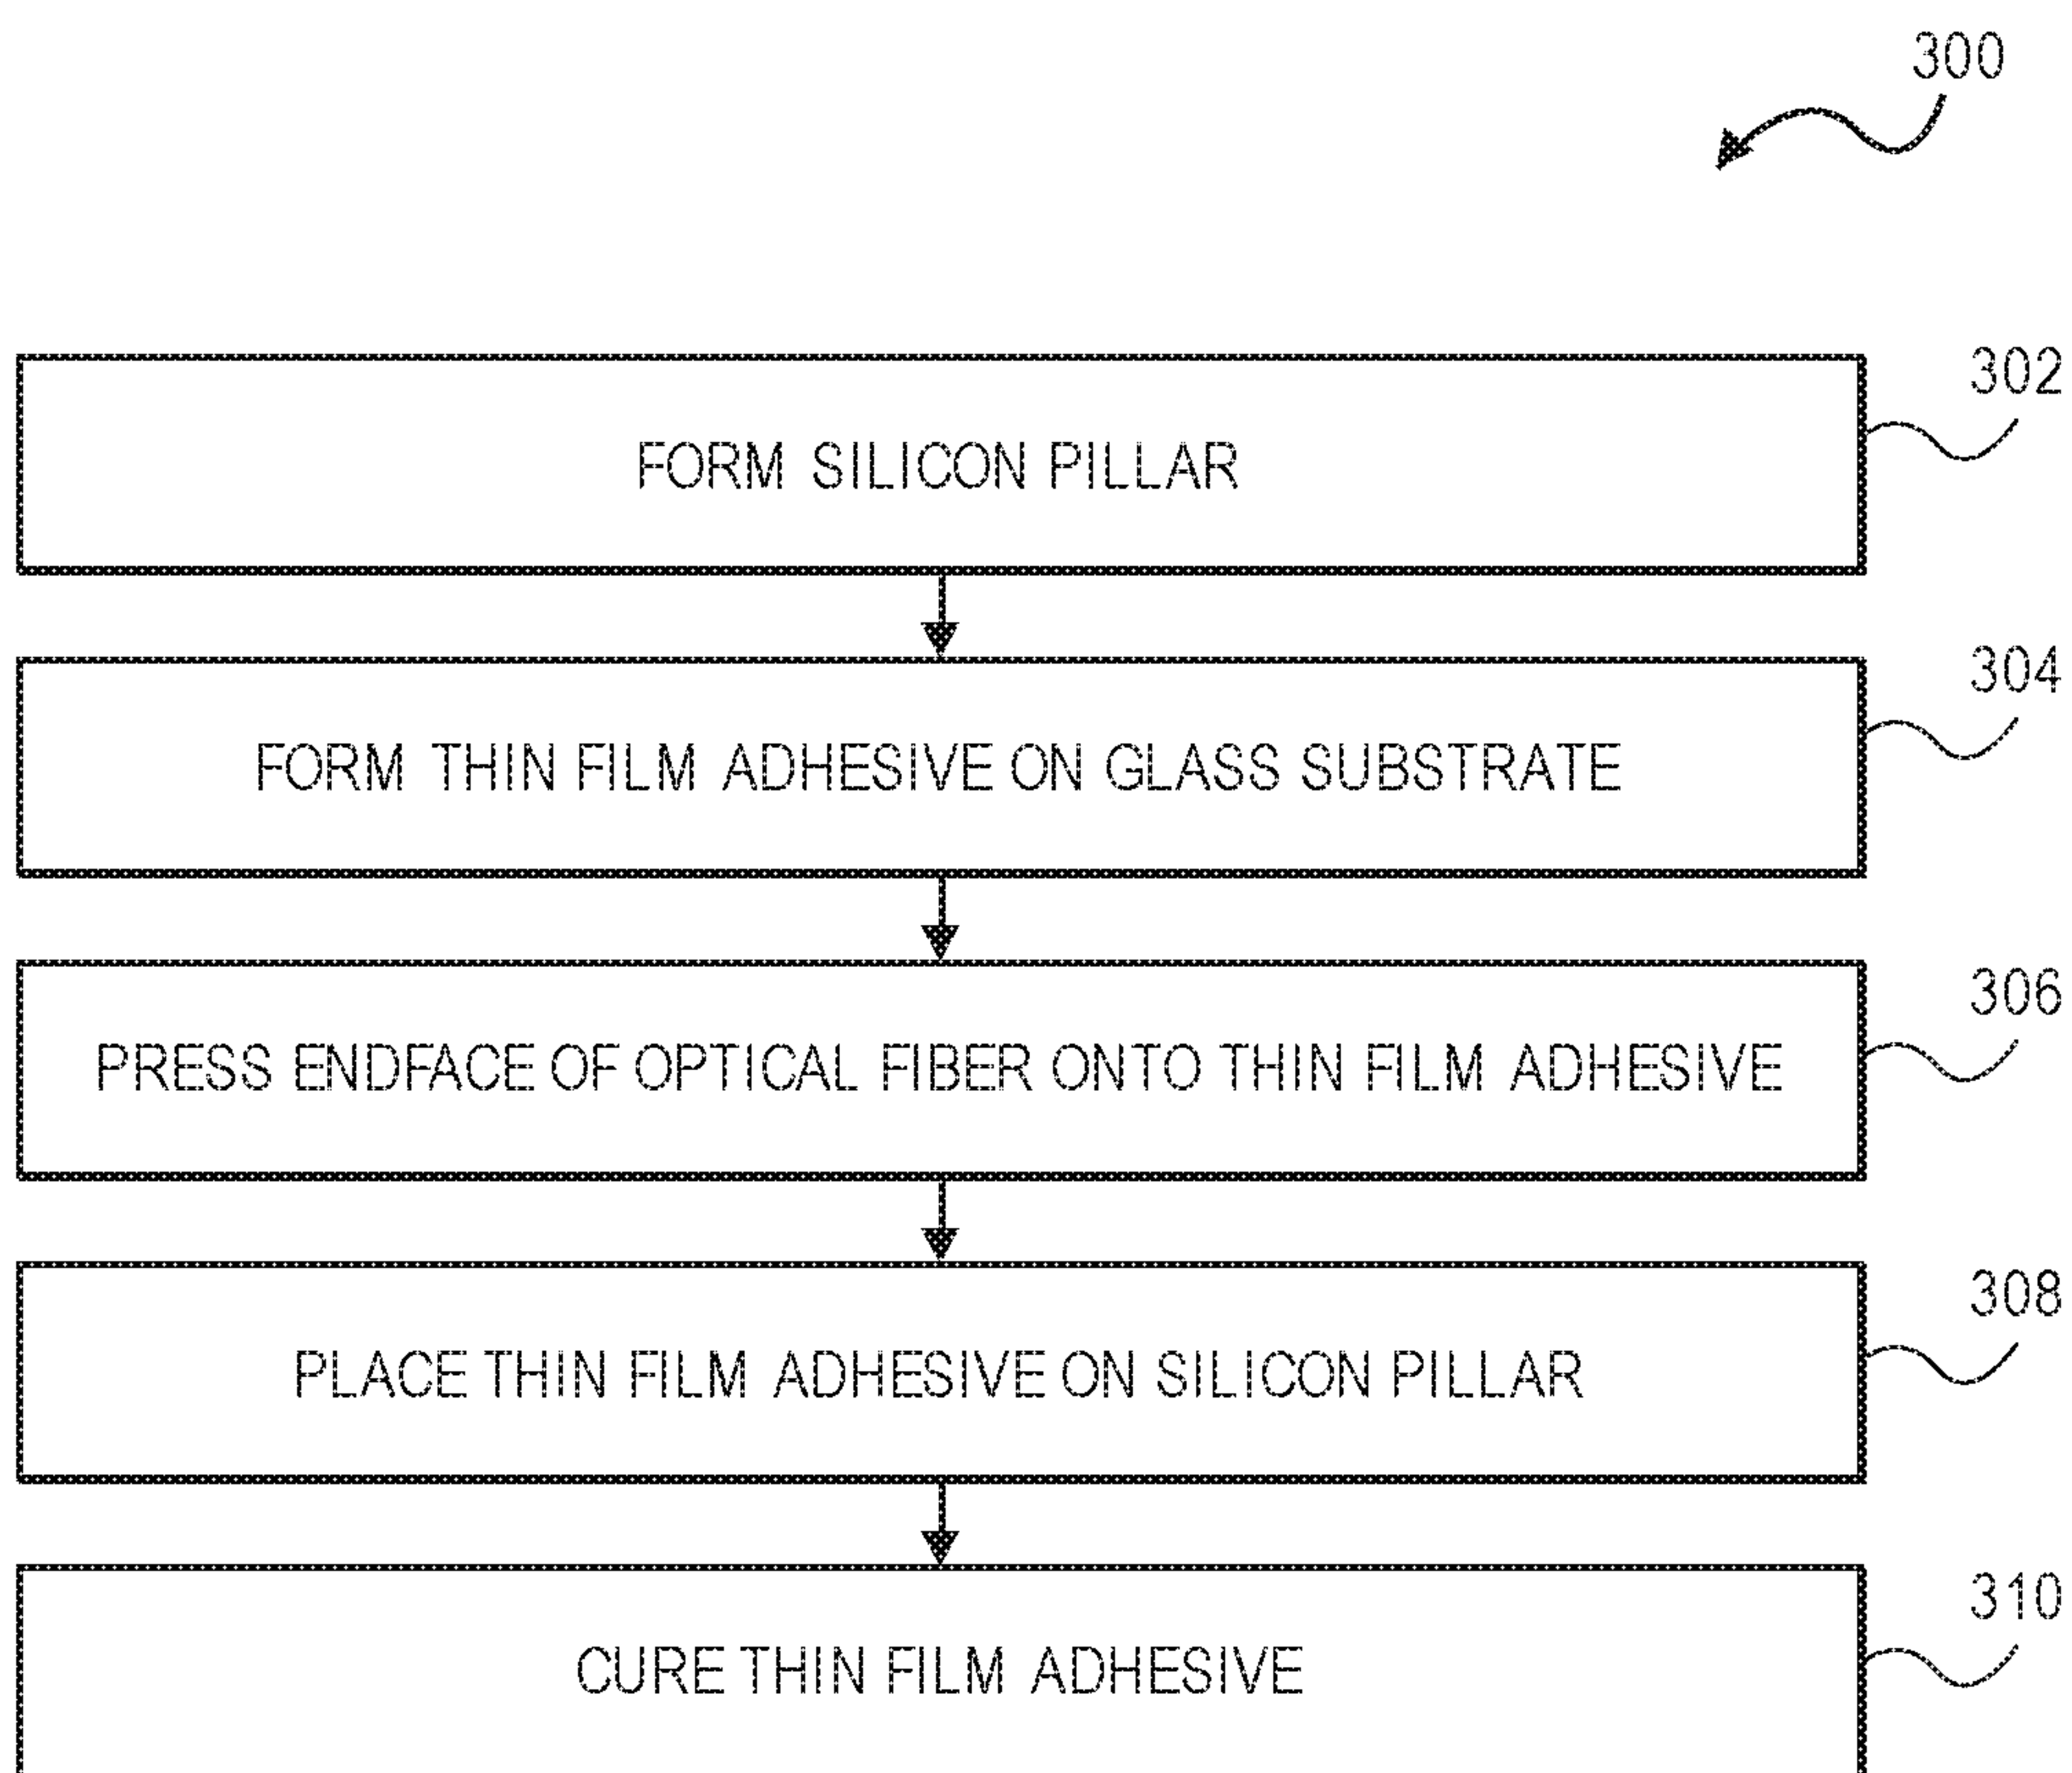 300
302
FORM SILICON PILLAR
304
FORM THIN FILM ADHESIVE ON GLASS SUBSTRATE
306
PRESS ENDFACE OF OPTICAL FIBER ONTO THIN FILM ADHESIVE
308
PLACE THIN FILM ADHESIVE ON SILICON PILLAR
310
CURE THIN FILM ADHESIVE